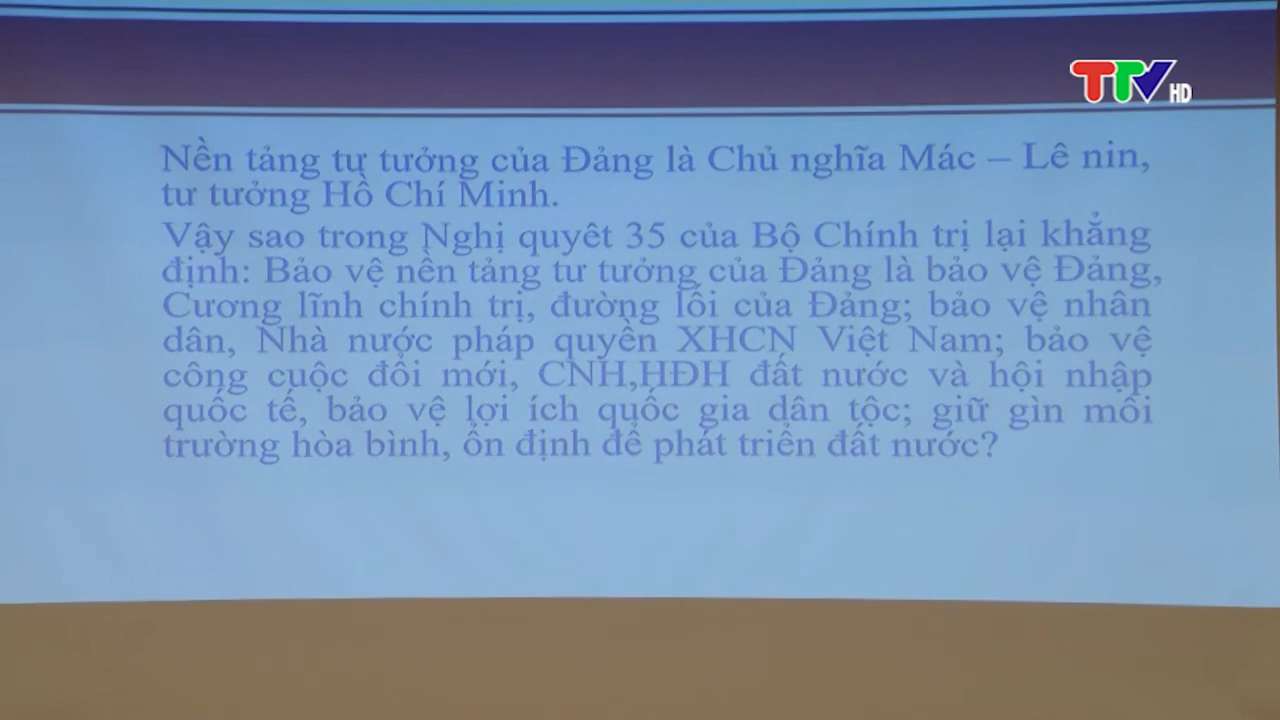 TTV HD
Nền tảng tư tưởng của Đảng là Chủ nghĩa Mác – Lê nin,
tư tưởng Hồ Chí Minh.
Vậy sao trong Nghị quyết 35 của Bộ Chính trị lại khẳng
định: Bảo vệ nền tảng tư tưởng của Đảng là bảo vệ Đảng,
Cương lĩnh chính trị, đường lối của Đảng; bảo vệ nhân
dân, Nhà nước pháp quyền XHCN Việt Nam; bảo vệ
công cuộc đổi mới, CNH,HĐH đất nước và hội nhập
quốc tế, bảo vệ lợi ích quốc gia dân tộc; giữ gìn môi
trường hòa bình, ổn định để phát triển đất nước?